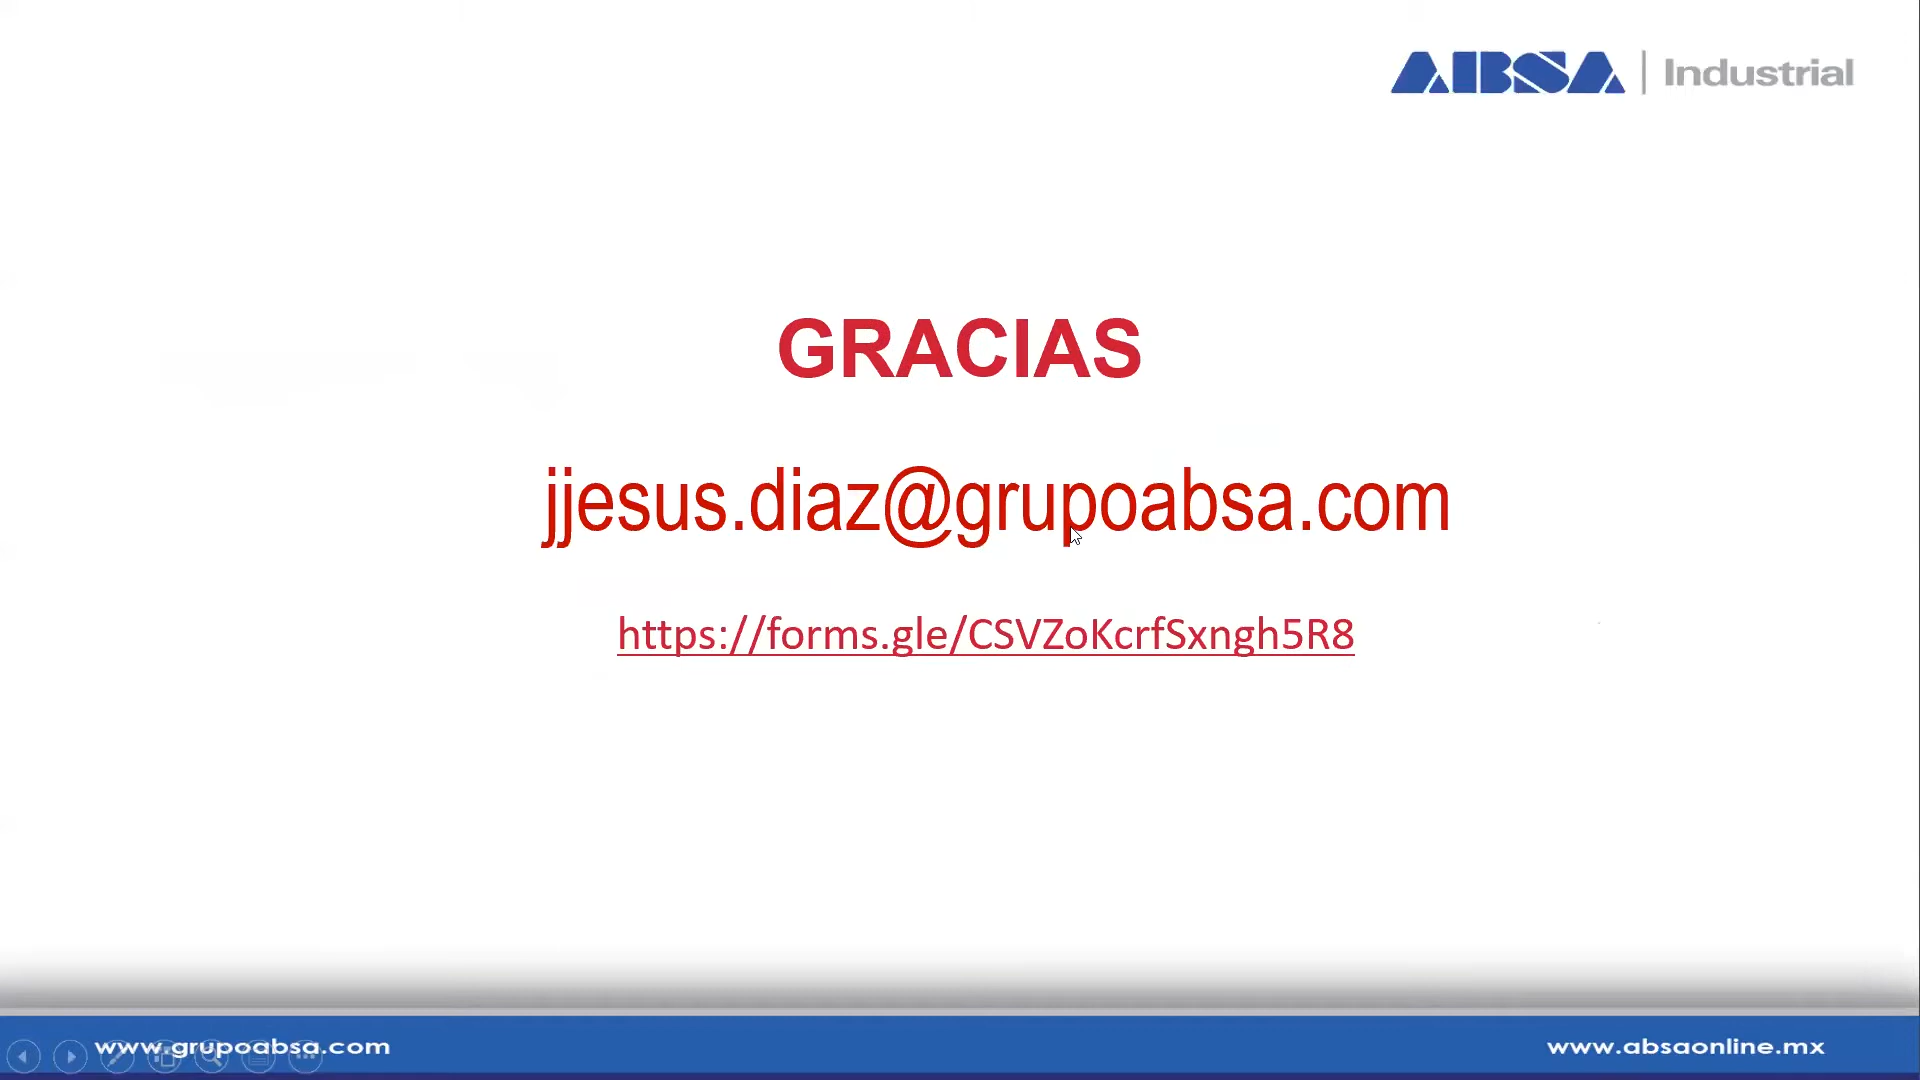 ABSA | Industrial
GRACIAS
jjesus.diaz@grupoabsa.com
https://forms.gle/CSVZoKcrfSxngh5R8
www.grupoabsa.com
www.absaonline.mx